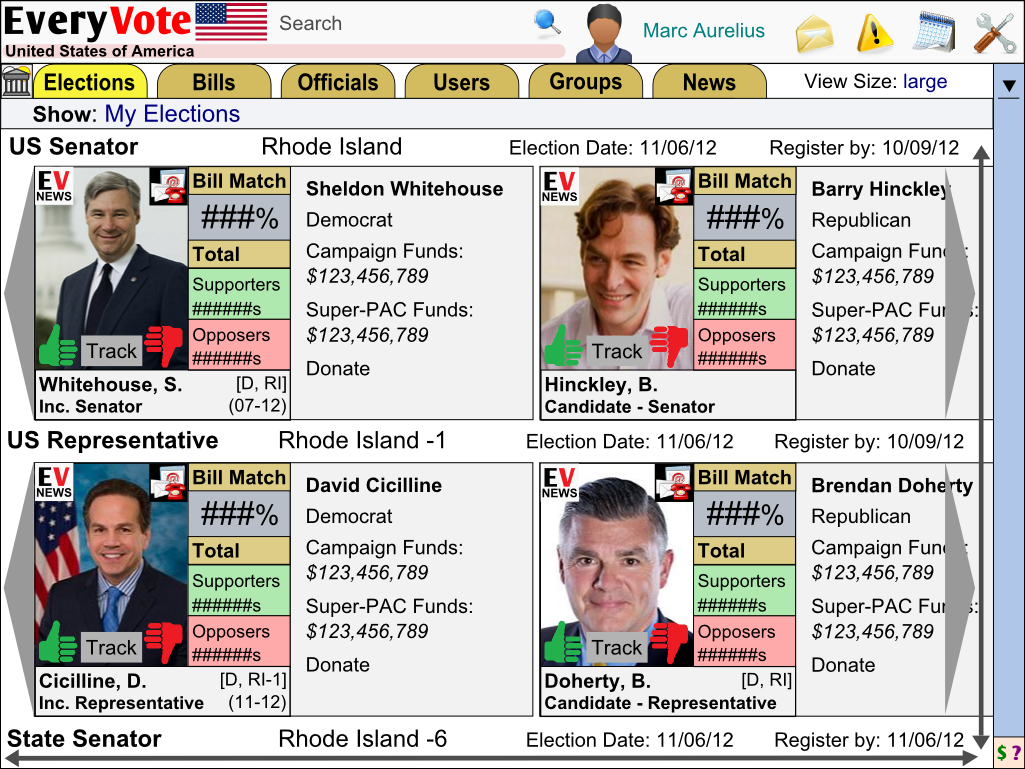 EveryVote
Search
Marc Aurelius
United States of America
Elections
Bills
Officials
Users
Groups
News
View Size: large
▼
Show: My Elections
US Senator
Rhode Island
Election Date: 11/06/12
Register by: 10/09/12
EV
NEWS
@
Bill Match
###%
Total
Supporters
######s
Opposers
######s
Track
Whitehouse, S.
[D, RI]
Inc. Senator
(07-12)
Sheldon Whitehouse
Democrat
Campaign Funds:
$123,456,789
Super-PAC Funds:
$123,456,789
Donate
EV
NEWS
@
Bill Match
###%
Total
Supporters
######s
Opposers
######s
Track
Hinckley, B.
Candidate - Senator
Barry Hinckley
Republican
Campaign Funds:
$123,456,789
Super-PAC Funds:
$123,456,789
Donate
US Representative
Rhode Island -1
Election Date: 11/06/12
Register by: 10/09/12
EV
NEWS
@
Bill Match
###%
Total
Supporters
######s
Opposers
######s
Track
Cicilline, D.
[D, RI-1]
Inc. Representative
(11-12)
David Cicilline
Democrat
Campaign Funds:
$123,456,789
Super-PAC Funds:
$123,456,789
Donate
EV
NEWS
@
Bill Match
###%
Total
Supporters
######s
Opposers
######s
Track
Doherty, B.
[D, RI]
Candidate - Representative
Brendan Doherty
Republican
Campaign Funds:
$123,456,789
Super-PAC Funds:
$123,456,789
Donate
State Senator
Rhode Island -6
Election Date: 11/06/12
Register by: 11/06/12
$ ?